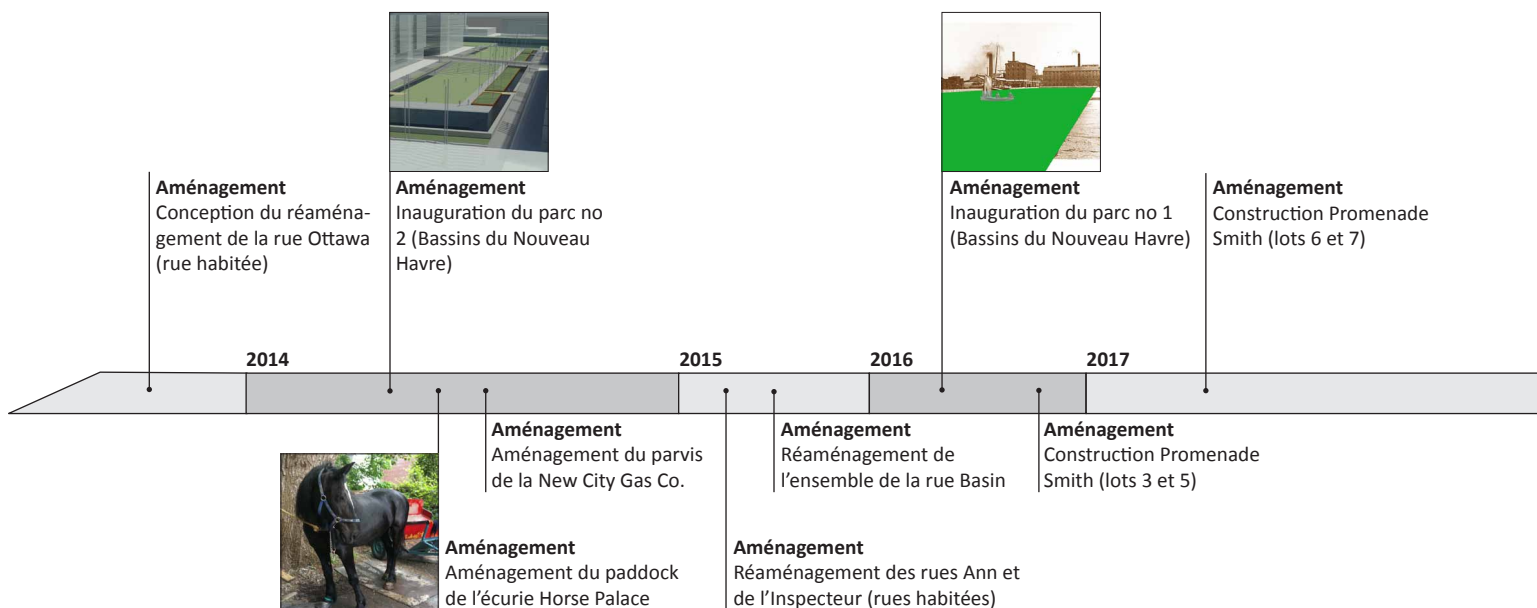 Aménagement
Conception du réaména-
gement de la rue Ottawa
(rue habitée)
Aménagement
Inauguration du parc no
2 (Bassins du Nouveau
Havre)
Aménagement
Inauguration du parc no 1
(Bassins du Nouveau Havre)
Aménagement
Construction Promenade
Smith (lots 6 et 7)
2014
2015
2016
2017
Aménagement
Aménagement du parvis
de la New City Gas Co.
Aménagement
Réaménagement de
l’ensemble de la rue Basin
Aménagement
Construction Promenade
Smith (lots 3 et 5)
Aménagement
Aménagement du paddock
de l’écurie Horse Palace
Aménagement
Réaménagement des rues Ann et
de l’Inspecteur (rues habitées)